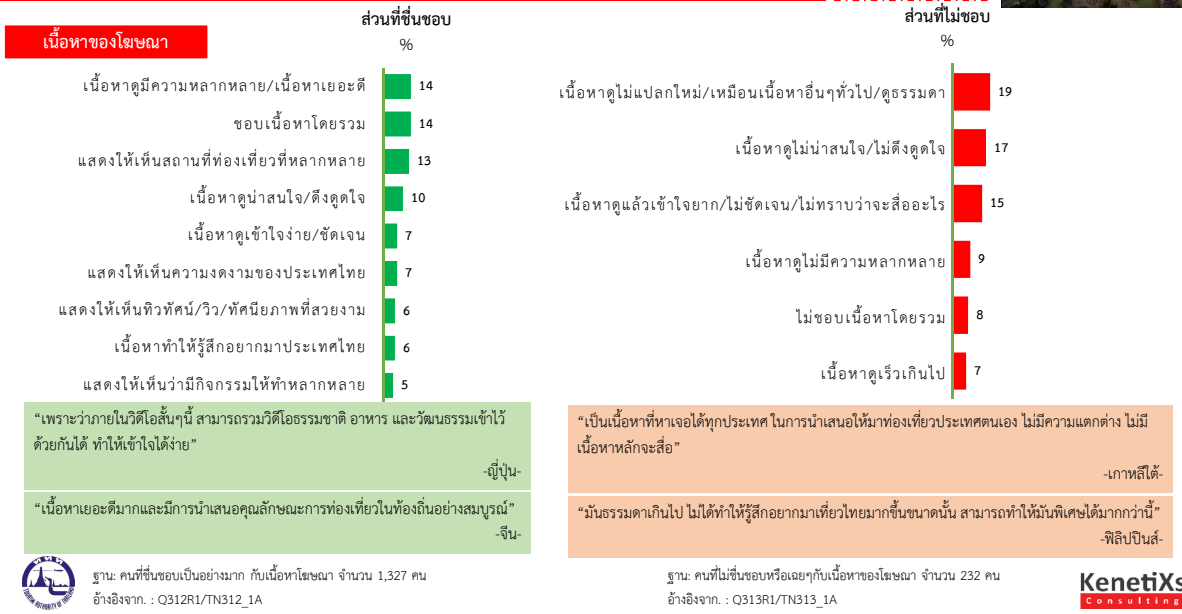 เนื้อหาของโฆษณา
ส่วนที่ชื่นชอบ
%
เนื้อหาดูมีความหลากหลาย/เนื้อหาเยอะดี 14
ชอบเนื้อหาโดยรวม 14
แสดงให้เห็นสถานที่ท่องเที่ยวที่หลากหลาย 13
เนื้อหาดูน่าสนใจ/ดึงดูดใจ 10
เนื้อหาดูเข้าใจง่าย/ชัดเจน 7
แสดงให้เห็นความงดงามของประเทศไทย 7
แสดงให้เห็นทิวทัศน์/วิว/ทัศนียภาพที่สวยงาม 6
เนื้อหาทำให้รู้สึกอยากมาประเทศไทย 6
แสดงให้เห็นว่ามีกิจกรรมให้ทำหลากหลาย 5
“เพราะว่าภายในวิดีโอสั้นๆนี้ สามารถรวมวิดีโอธรรมชาติ อาหาร และวัฒนธรรมเข้าไว้
ด้วยกันได้ ทำให้เข้าใจได้ง่าย”
-ญี่ปุ่น-
“เนื้อหาเยอะดีมากและมีการนำเสนอคุณลักษณะการท่องเที่ยวในท้องถิ่นอย่างสมบูรณ์”
-จีน-
ฐาน: คนที่ชื่นชอบเป็นอย่างมาก กับเนื้อหาโฆษณา จำนวน 1,327 คน
อ้างอิงจาก. : Q312R1/TN312_1A
ส่วนที่ไม่ชอบ
%
เนื้อหาดูไม่แปลกใหม่/เหมือนเนื้อหาอื่นๆทั่วไป/ดูธรรมดา 19
เนื้อหาดูไม่น่าสนใจ/ไม่ดึงดูดใจ 17
เนื้อหาดูแล้วเข้าใจยาก/ไม่ชัดเจน/ไม่ทราบว่าจะสื่ออะไร 15
เนื้อหาดูไม่มีความหลากหลาย 9
ไม่ชอบเนื้อหาโดยรวม 8
เนื้อหาดูเร็วเกินไป 7
“เป็นเนื้อหาที่หาเจอได้ทุกประเทศ ในการนำเสนอให้มาท่องเที่ยวประเทศตนเอง ไม่มีความแตกต่าง ไม่มี
เนื้อหาหลักจะสื่อ”
-เกาหลีใต้-
“มันธรรมดาเกินไป ไม่ได้ทำให้รู้สึกอยากมาเที่ยวไทยมากขึ้นขนาดนั้น สามารถทำให้มันพิเศษได้มากกว่านี้”
-ฟิลิปปินส์-
ฐาน: คนที่ไม่ชื่นชอบหรือเฉยๆกับเนื้อหาของโฆษณา จำนวน 232 คน
อ้างอิงจาก. : Q313R1/TN313_1A
ททท
TOURISM AUTHORITY OF THAILAND
KenetiXs
Consulting